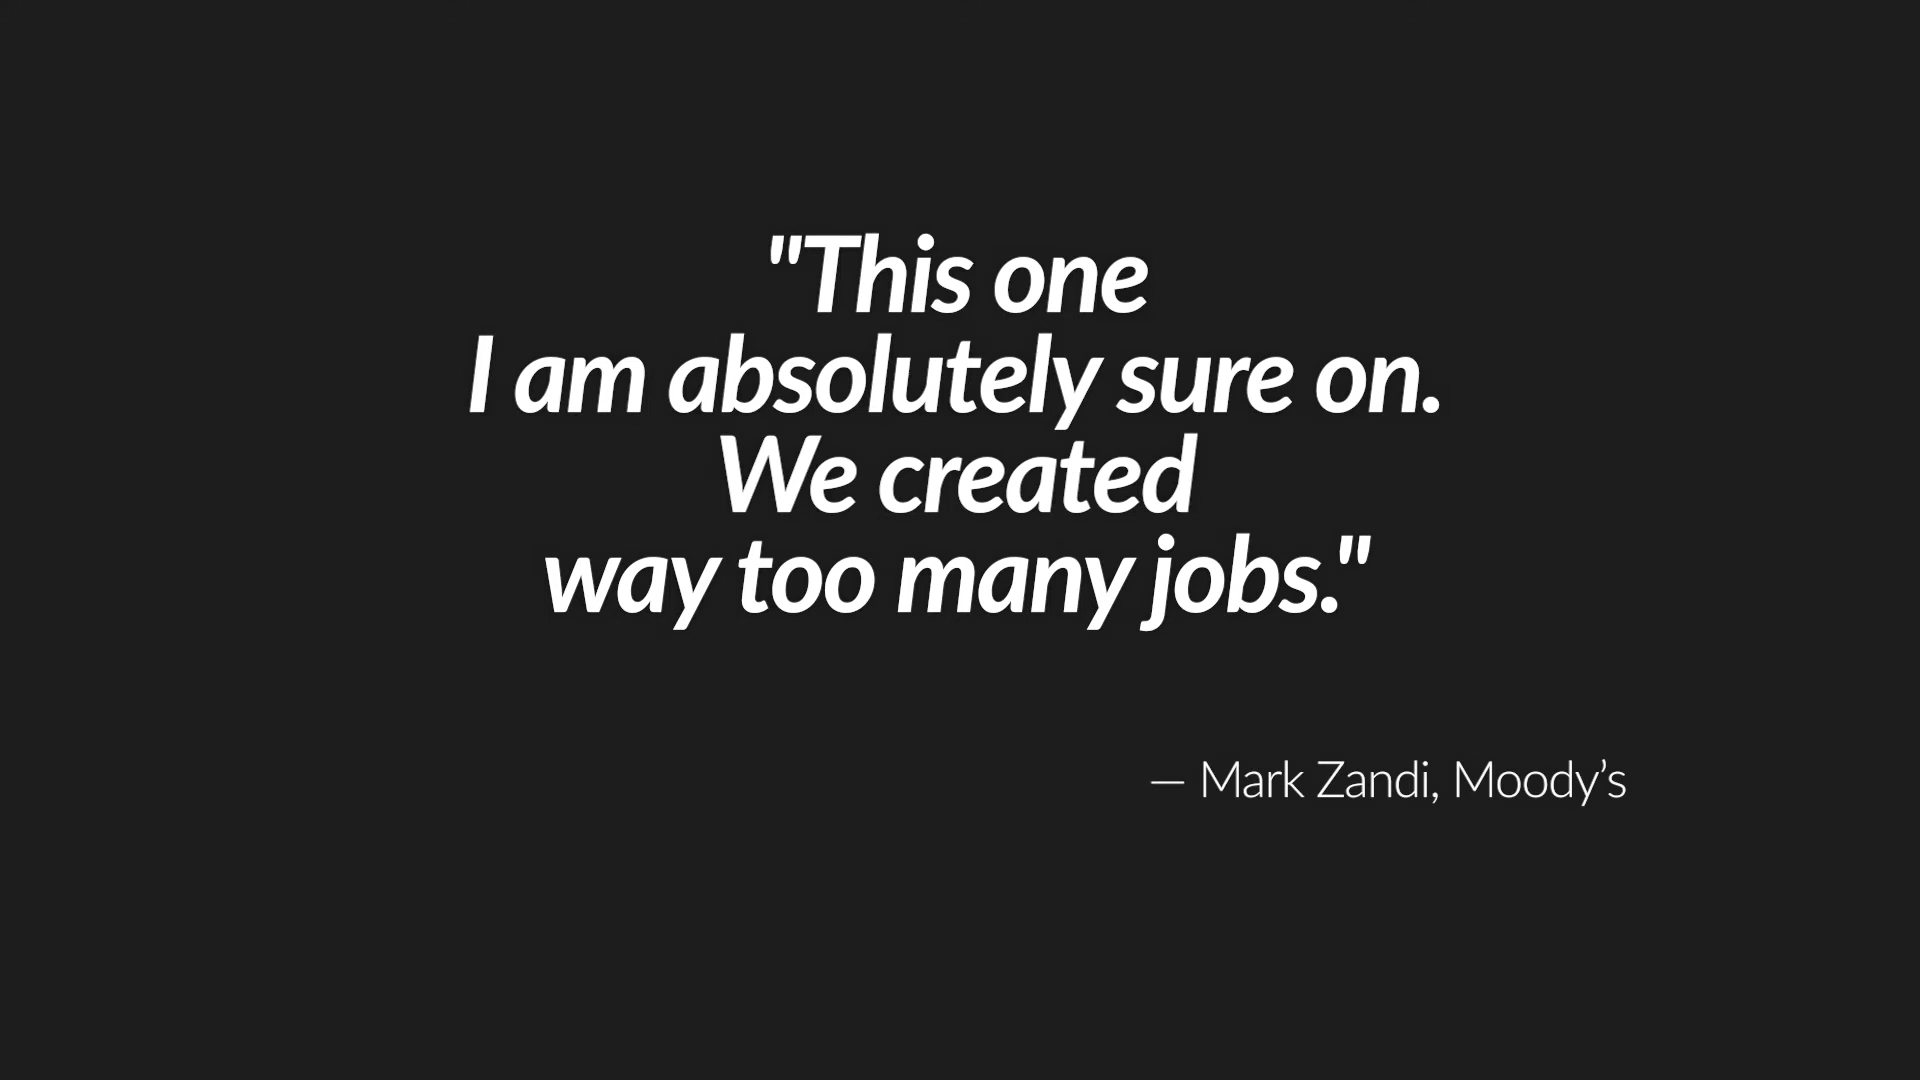 "This one
I am absolutely sure on.
We created
way too many jobs."
— Mark Zandi, Moody’s